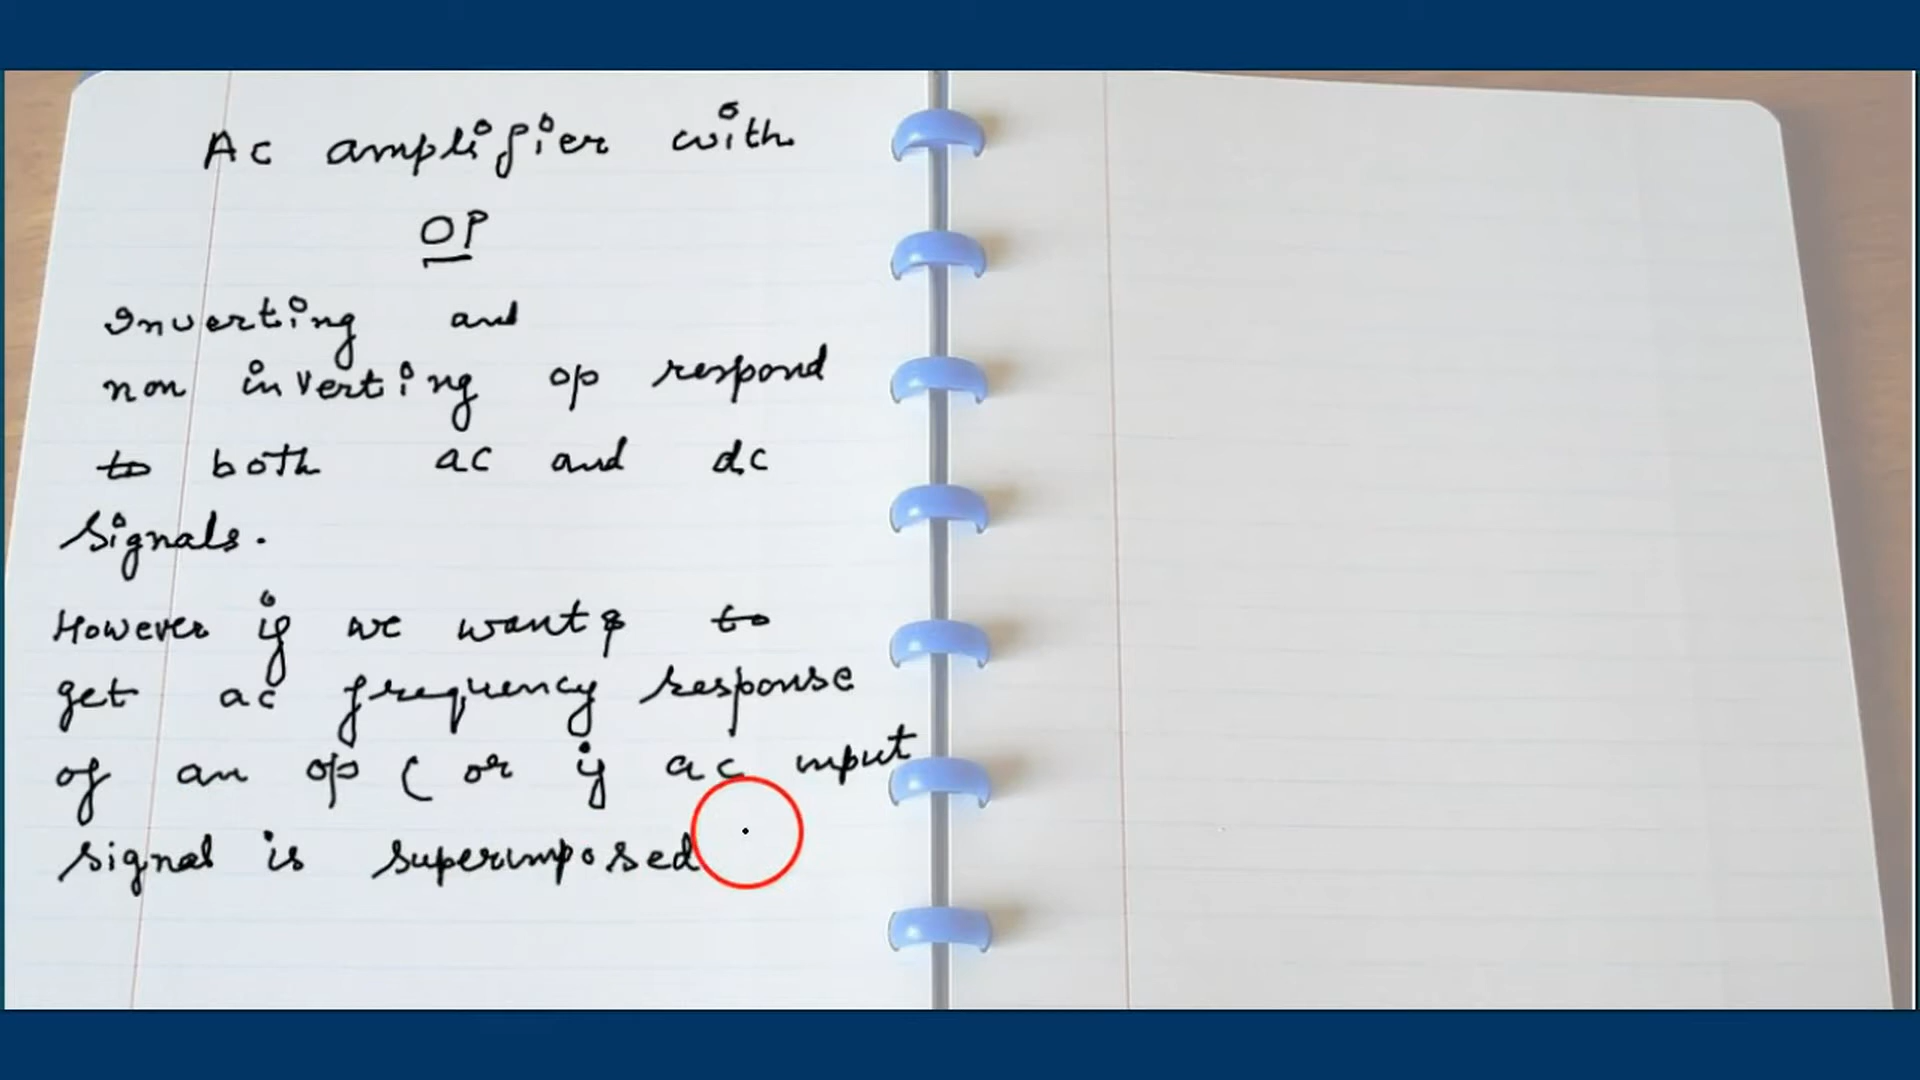 Ac amplifier with
OP
Inverting and
non inverting op respond
to both ac and dc
signals.
However if we want to
get ac frequency response
of an op ( or if ac input
signal is superimposed